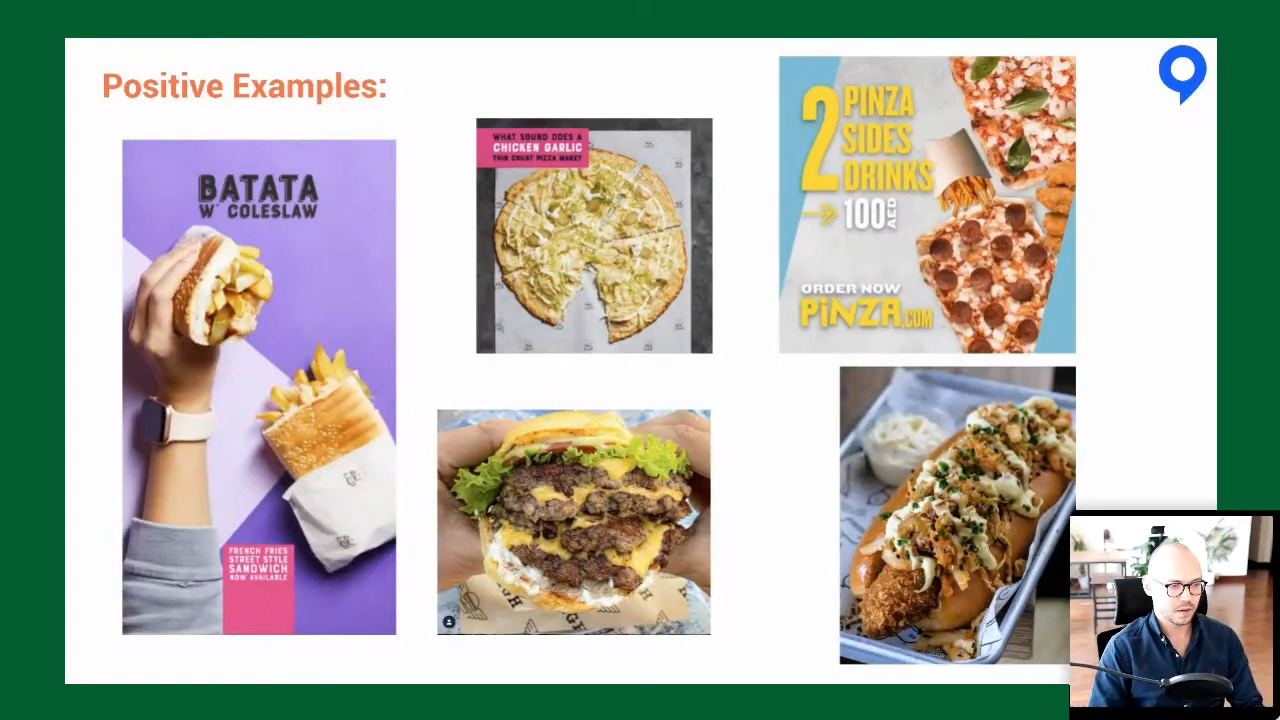 Positive Examples:
BATATA
W' COLESLAW
FRENCH FRIES
STREET STYLE
SANDWICH
NOW AVAILABLE
WHAT SOUND DOES A
CHICKEN GARLIC
THIN CRUST PIZZA MAKE?
2 PINZA
SIDES
DRINKS
100 AED
ORDER NOW
PiNZA.COM